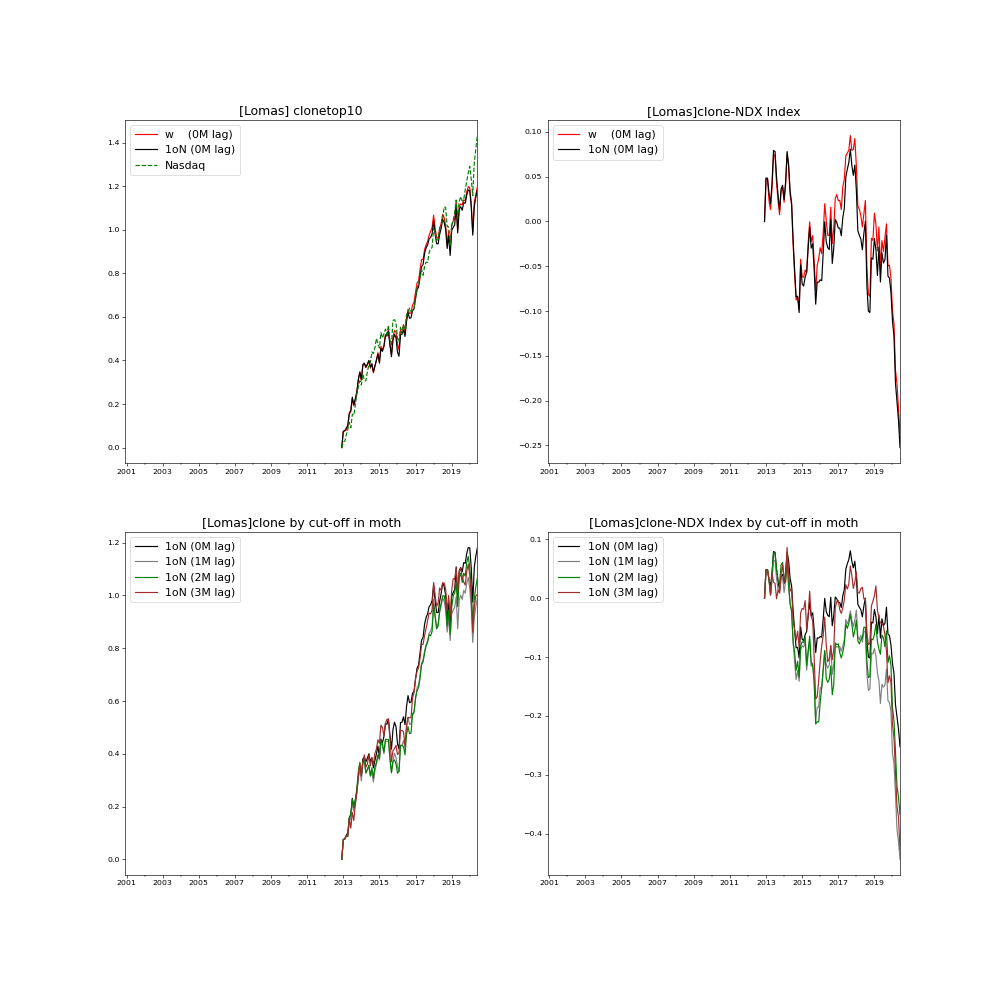 [Lomas] clonetop10
w    (0M lag)
1oN (0M lag)
Nasdaq
1.4
1.2
1.0
0.8
0.6
0.4
0.2
0.0
2001 2003 2005 2007 2009 2011 2013 2015 2017 2019
[Lomas]clone-NDX Index
w    (0M lag)
1oN (0M lag)
0.10
0.05
0.00
−0.05
−0.10
−0.15
−0.20
−0.25
2001 2003 2005 2007 2009 2011 2013 2015 2017 2019
[Lomas]clone by cut-off in moth
1oN (0M lag)
1oN (1M lag)
1oN (2M lag)
1oN (3M lag)
1.2
1.0
0.8
0.6
0.4
0.2
0.0
2001 2003 2005 2007 2009 2011 2013 2015 2017 2019
[Lomas]clone-NDX Index by cut-off in moth
1oN (0M lag)
1oN (1M lag)
1oN (2M lag)
1oN (3M lag)
0.1
0.0
−0.1
−0.2
−0.3
−0.4
2001 2003 2005 2007 2009 2011 2013 2015 2017 2019